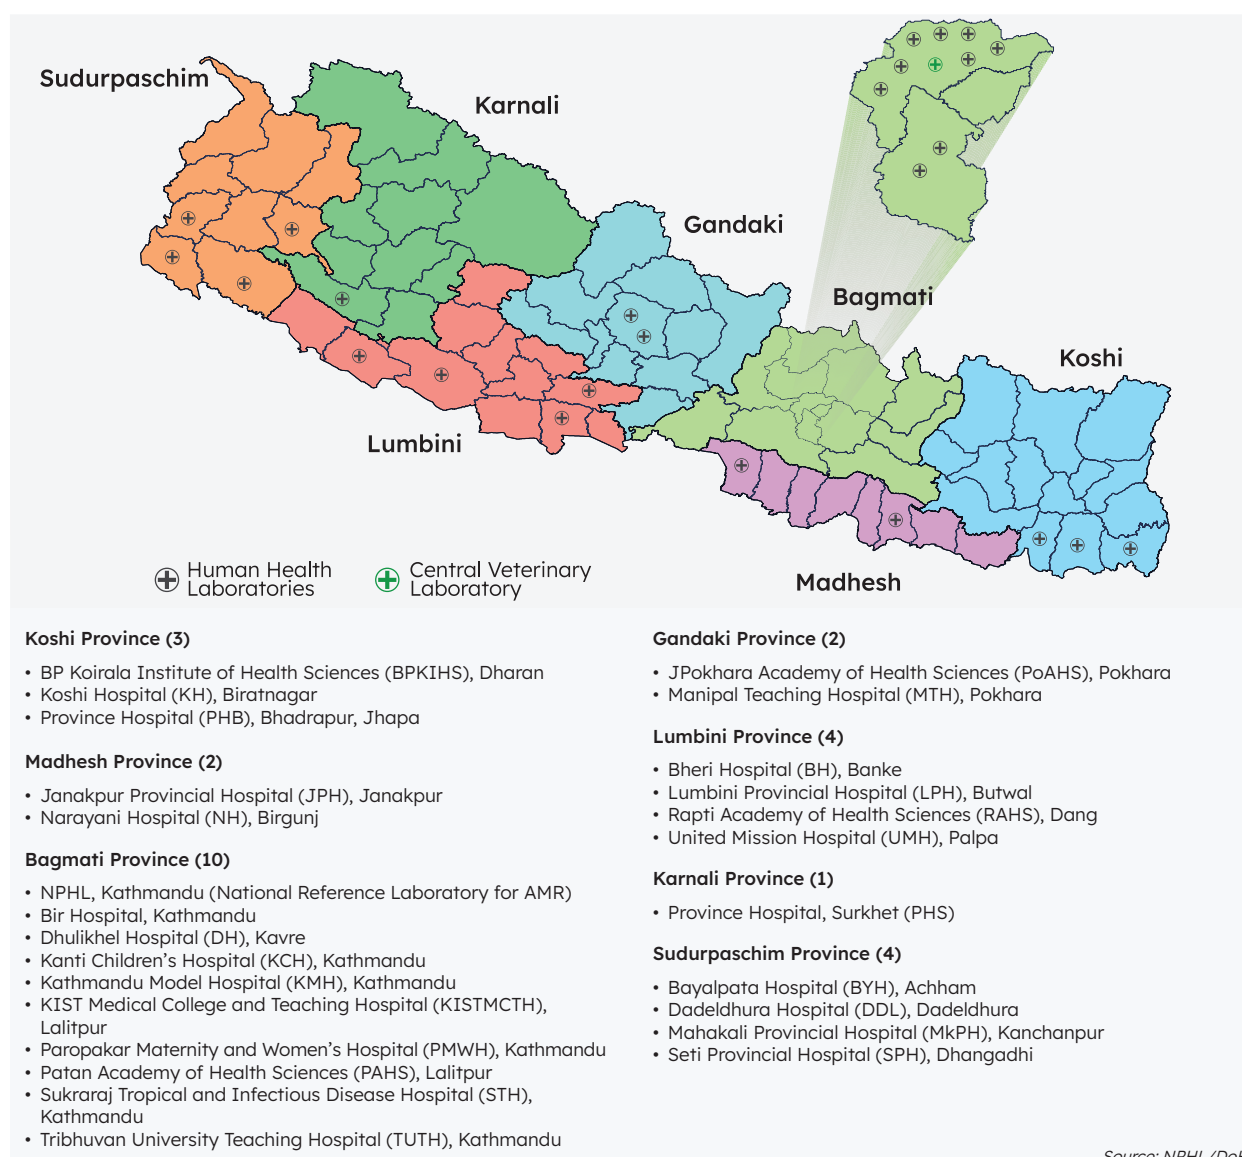 Sudurpaschim
Karnali
Gandaki
Bagmati
Koshi
Lumbini
Madhesh
Human Health
Laboratories
Central Veterinary
Laboratory
Koshi Province (3)
• BP Koirala Institute of Health Sciences (BPKIHS), Dharan
• Koshi Hospital (KH), Biratnagar
• Province Hospital (PHB), Bhadrapur, Jhapa
Madhesh Province (2)
• Janakpur Provincial Hospital (JPH), Janakpur
• Narayani Hospital (NH), Birgunj
Bagmati Province (10)
• NPHL, Kathmandu (National Reference Laboratory for AMR)
• Bir Hospital, Kathmandu
• Dhulikhel Hospital (DH), Kavre
• Kanti Children’s Hospital (KCH), Kathmandu
• Kathmandu Model Hospital (KMH), Kathmandu
• KIST Medical College and Teaching Hospital (KISTMCTH),
Lalitpur
• Paropakar Maternity and Women’s Hospital (PMWH), Kathmandu
• Patan Academy of Health Sciences (PAHS), Lalitpur
• Sukraraj Tropical and Infectious Disease Hospital (STH),
Kathmandu
• Tribhuvan University Teaching Hospital (TUTH), Kathmandu
Gandaki Province (2)
• JPokhara Academy of Health Sciences (PoAHS), Pokhara
• Manipal Teaching Hospital (MTH), Pokhara
Lumbini Province (4)
• Bheri Hospital (BH), Banke
• Lumbini Provincial Hospital (LPH), Butwal
• Rapti Academy of Health Sciences (RAHS), Dang
• United Mission Hospital (UMH), Palpa
Karnali Province (1)
• Province Hospital, Surkhet (PHS)
Sudurpaschim Province (4)
• Bayalpata Hospital (BYH), Achham
• Dadeldhura Hospital (DDL), Dadeldhura
• Mahakali Provincial Hospital (MkPH), Kanchanpur
• Seti Provincial Hospital (SPH), Dhangadhi
Source: NPHL/